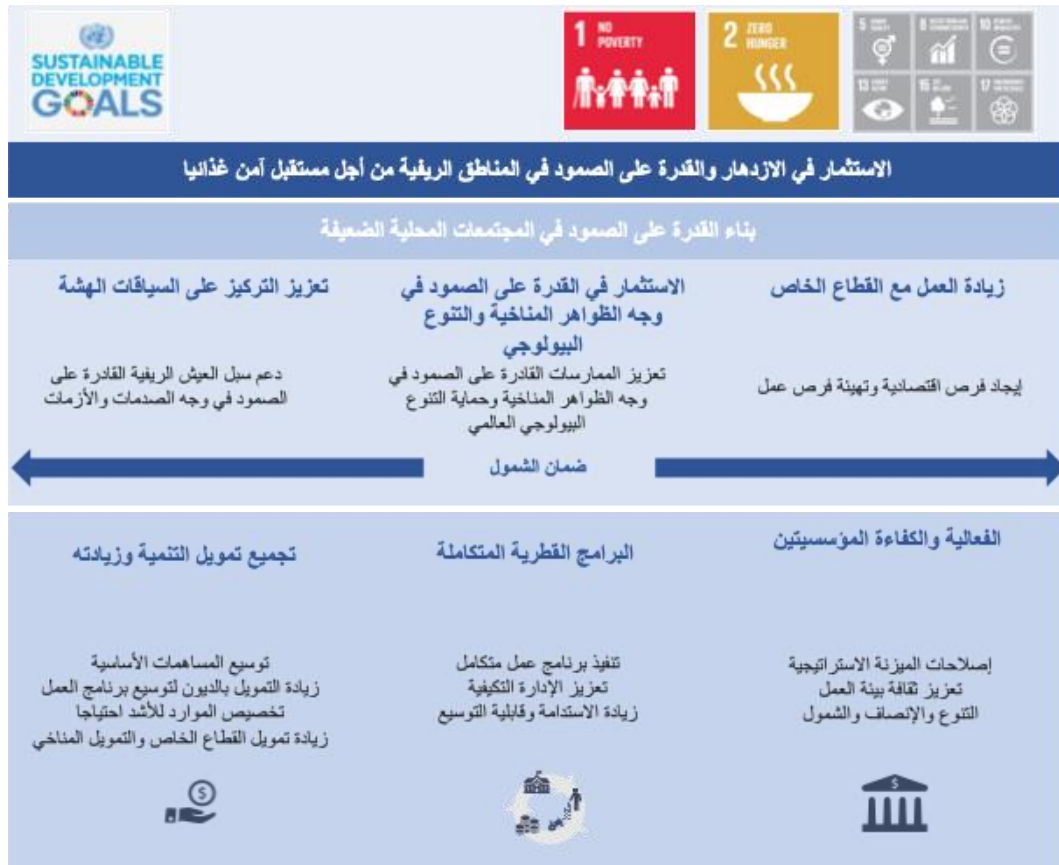 SUSTAINABLE
DEVELOPMENT
GOALS
1 NO
POVERTY
2 ZERO
HUNGER
5
8
10
13
15
17
الاستثمار في الازدهار والقدرة على الصمود في المناطق الريفية من أجل مستقبل آمن غذائيا
بناء القدرة على الصمود في المجتمعات المحلية الضعيفة
زيادة العمل مع القطاع الخاص
إيجاد فرص اقتصادية وتهيئة فرص عمل
الاستثمار في القدرة على الصمود في
وجه الظواهر المناخية والتنوع
البيولوجي
تعزيز الممارسات القادرة على الصمود في
وجه الظواهر المناخية وحماية التنوع
البيولوجي العالمي
تعزيز التركيز على السياقات الهشة
دعم سبل العيش الريفية القادرة على
الصمود في وجه الصدمات والأزمات
ضمان الشمول
الفعالية والكفاءة المؤسسيتين
إصلاحات الميزنة الاستراتيجية
تعزيز ثقافة بيئة العمل
التنوع والإنصاف والشمول
البرامج القطرية المتكاملة
تنفيذ برنامج عمل متكامل
تعزيز الإدارة التكيفية
زيادة الاستدامة وقابلية التوسيع
تجميع تمويل التنمية وزيادته
توسيع المساهمات الأساسية
زيادة التمويل بالديون لتوسيع برنامج العمل
تخصيص الموارد للأشد احتياجا
زيادة تمويل القطاع الخاص والتمويل المناخي